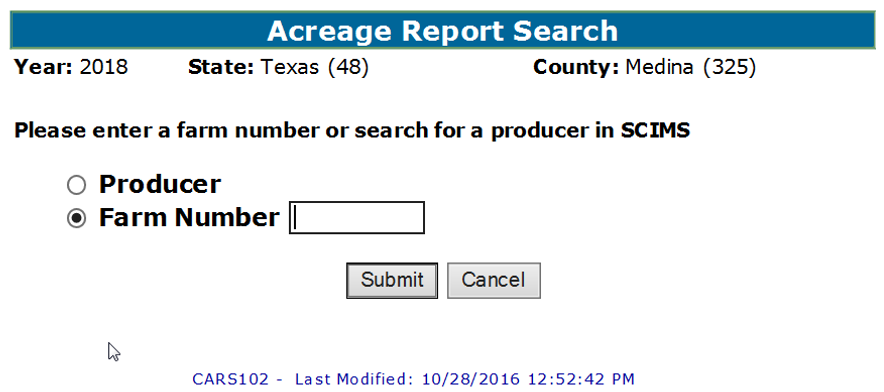 Acreage Report Search
Year: 2018 State: Texas (48) County: Medina (325)
Please enter a farm number or search for a producer in SCIMS
Producer
Farm Number
Submit Cancel
CARS102 - Last Modified: 10/28/2016 12:52:42 PM